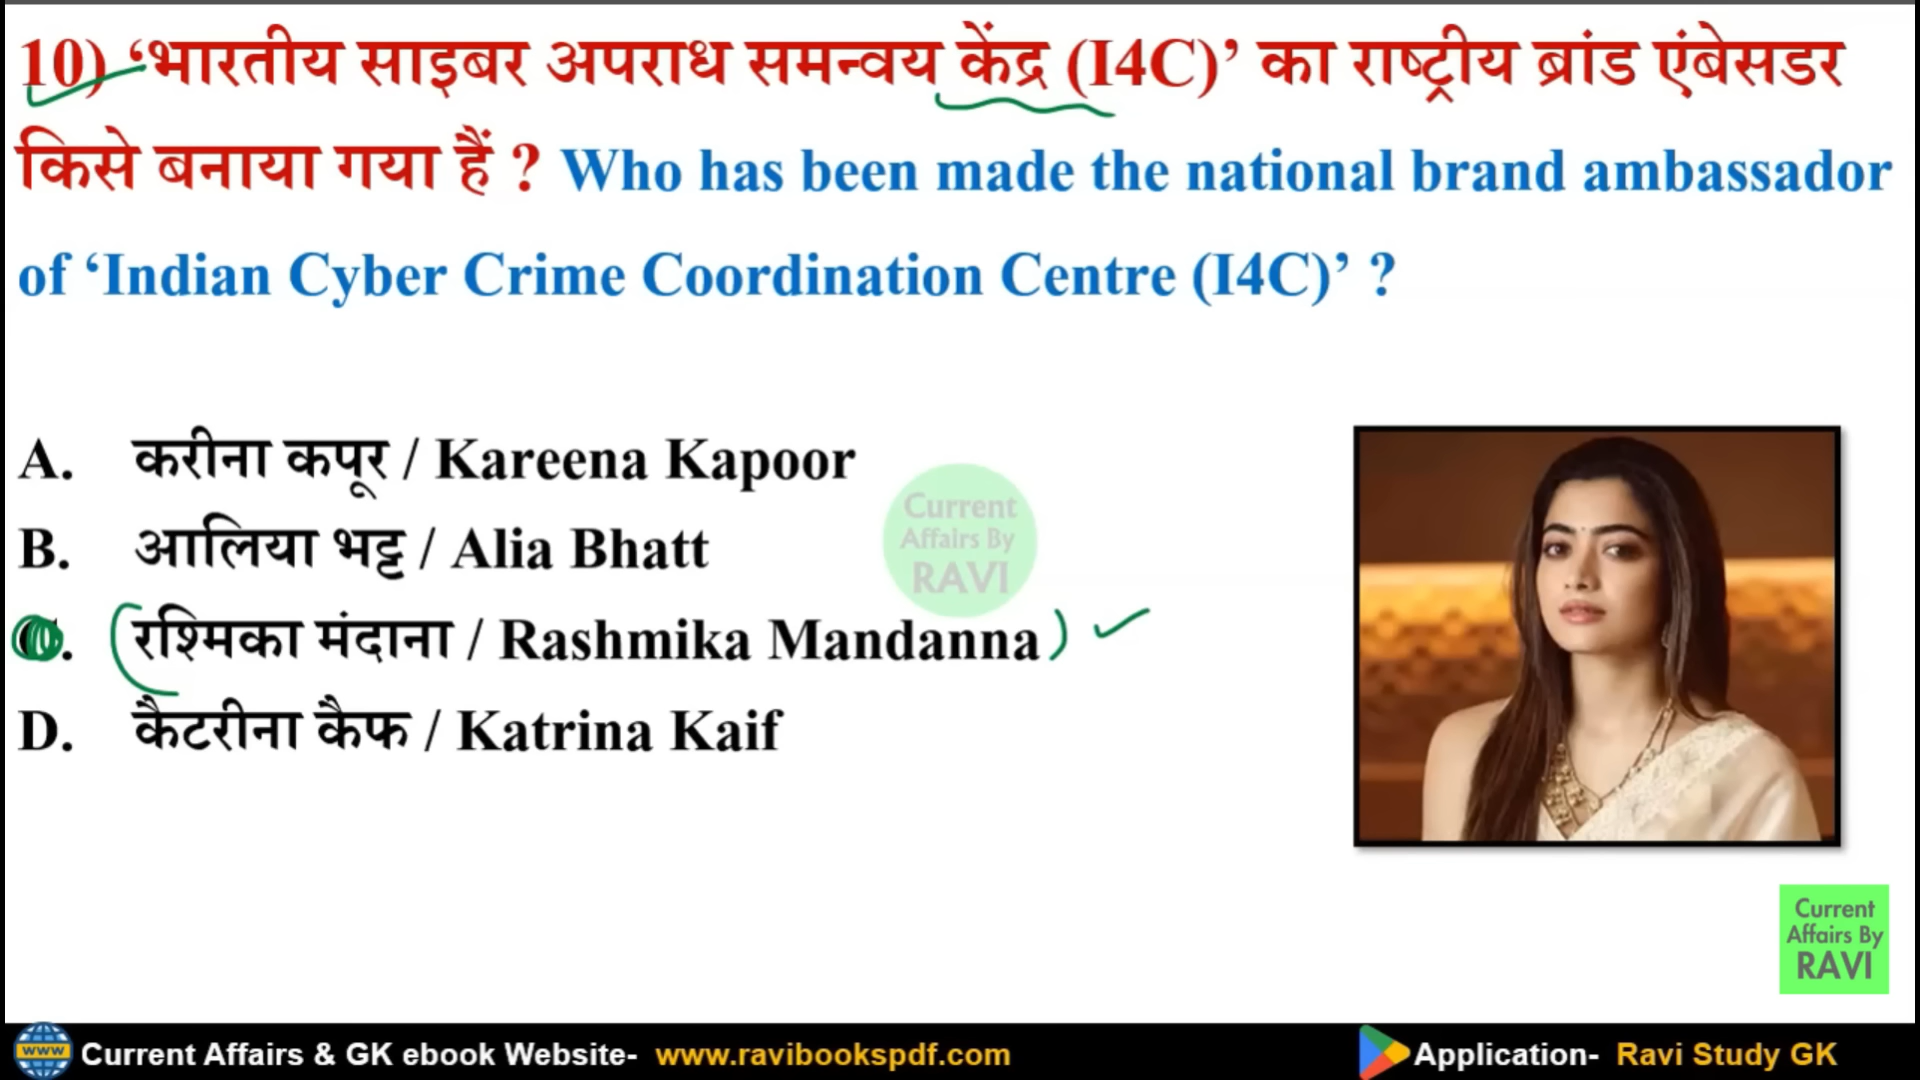 10) ‘भारतीय साइबर अपराध समन्वय केंद्र (I4C)’ का राष्ट्रीय ब्रांड एंबेसडर
किसे बनाया गया हैं ? Who has been made the national brand ambassador
of ‘Indian Cyber Crime Coordination Centre (I4C)’ ?
A. करीना कपूर / Kareena Kapoor
B. आलिया भट्ट / Alia Bhatt
C. रश्मिका मंदाना / Rashmika Mandanna
D. कैटरीना कैफ / Katrina Kaif
Current
Affairs By
RAVI
Current
Affairs By
RAVI
www Current Affairs & GK ebook Website- www.ravibookspdf.com Application- Ravi Study GK